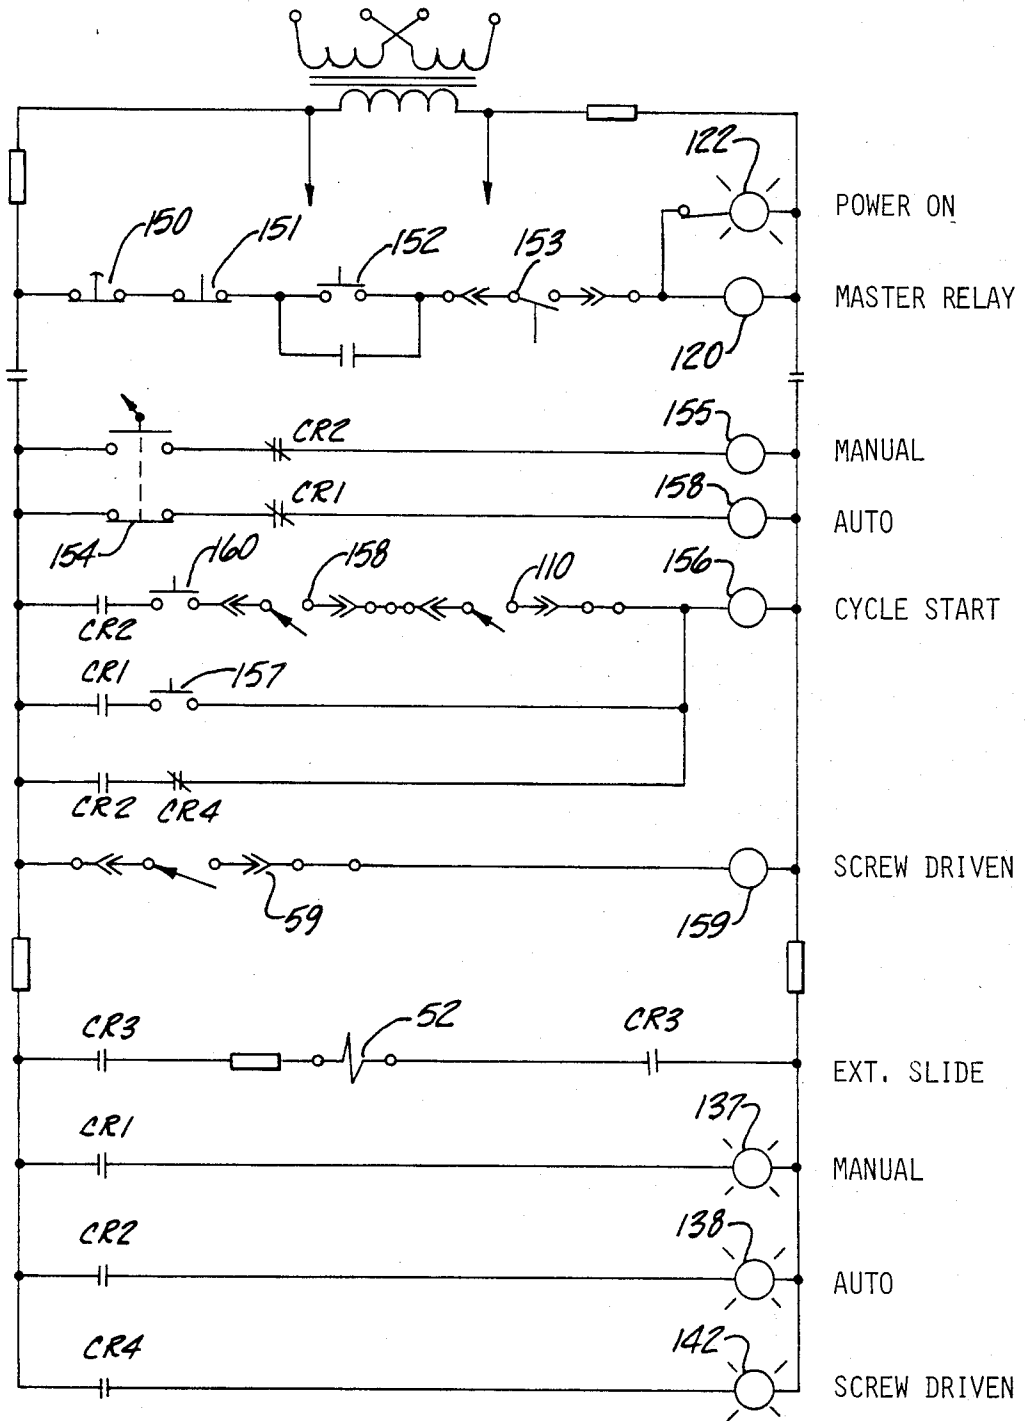 122
POWER ON
150
151
152
153
MASTER RELAY
120
CR2
155
MANUAL
CR1
158
AUTO
154
160
158
110
156
CYCLE START
CR2
CR1
157
CR2
CR4
SCREW DRIVEN
59
159
CR3
52
CR3
EXT. SLIDE
CR1
137
MANUAL
CR2
138
AUTO
CR4
142
SCREW DRIVEN